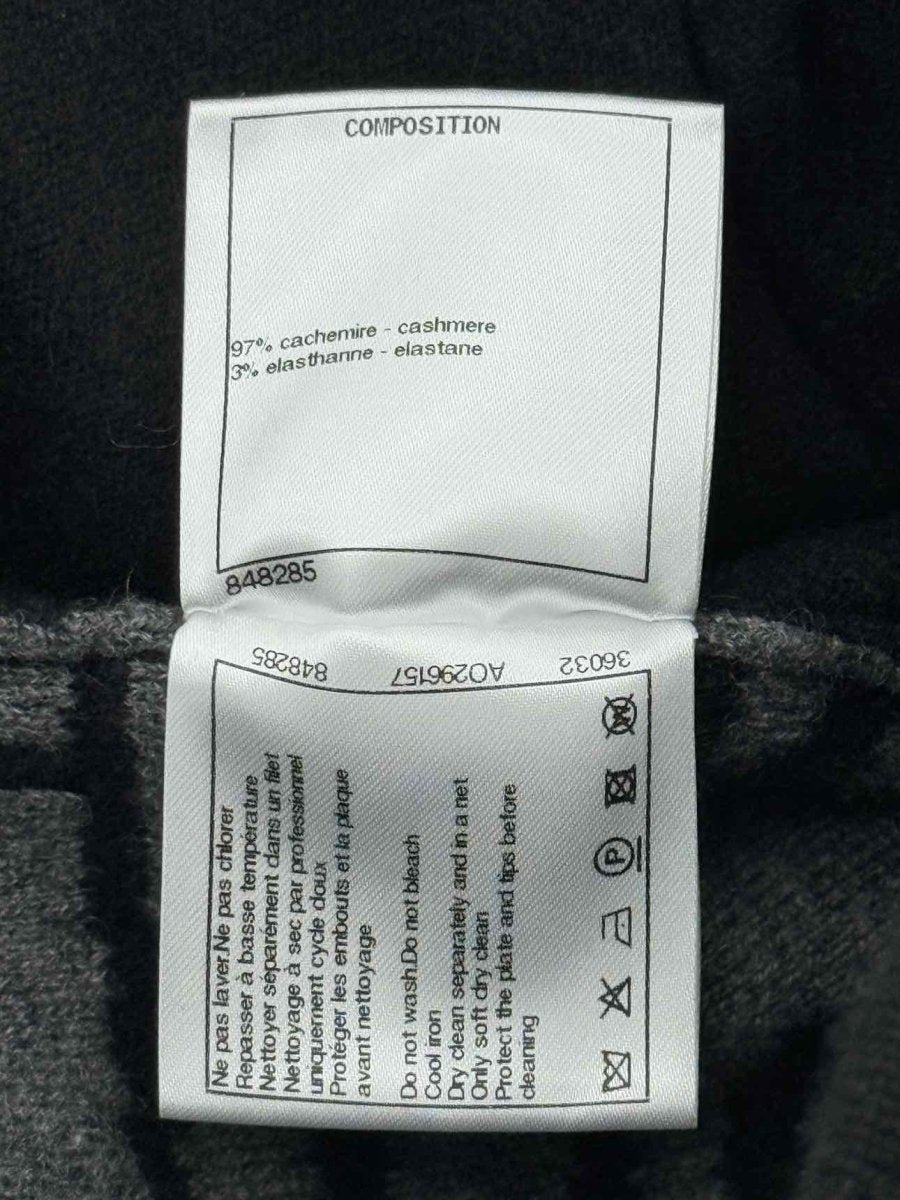 COMPOSITION
97% cachemire - cashmere
3% elasthanne - elastane
848285
848285 AO296157 36032
Ne pas laver.Ne pas chlorer
Repasser à basse température
Nettoyer séparément dans un filet
Nettoyage à sec par professionnel
uniquement cycle doux
Protéger les embouts et la plaque
avant nettoyage
Do not wash.Do not bleach
Cool iron
Dry clean separately and in a net
Only soft dry clean
Protect the plate and tips before
cleaning
P
W